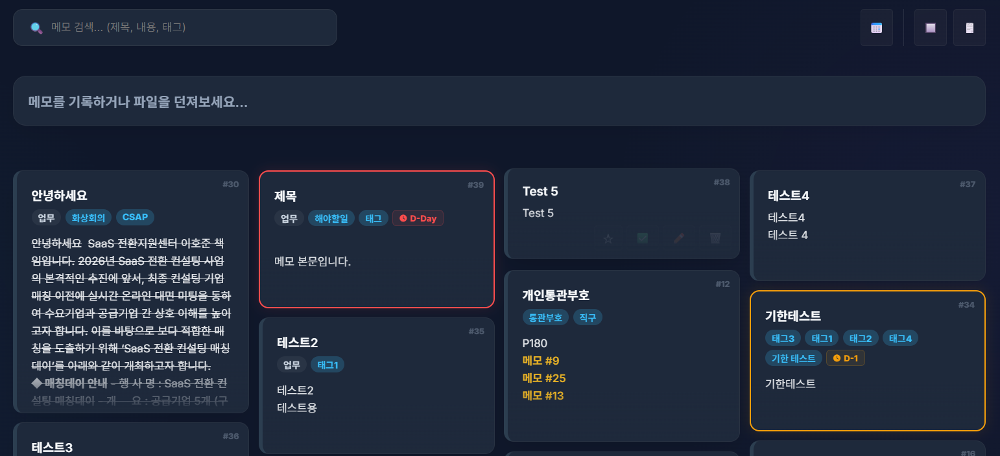 메모 검색... (제목, 내용, 태그)
메모를 기록하거나 파일을 던져보세요...
#30
안녕하세요
업무 화상회의 CSAP
안녕하세요 SaaS 전환지원센터 이호준 책
임입니다. 2026년 SaaS 전환 컨설팅 사업
의 본격적인 추진에 앞서, 최종 컨설팅 기업
매칭 이전에 실시간 온라인 대면 미팅을 통하
여 수요기업과 공급기업 간 상호 이해를 높이
고자 합니다. 이를 바탕으로 보다 적합한 매
칭을 도출하기 위해 ‘SaaS 전환 컨설팅 매칭
데이’를 아래와 같이 개최하고자 합니다.
◆ 매칭데이 안내 - 행 사 명 : SaaS 전환 컨
설팅 매칭데이 - 개 요 : 공급기업 5개 (구
#36
테스트3
#39
제목
업무 해야할일 태그 D-Day
메모 본문입니다.
#35
테스트2
업무 태그1
테스트2
테스트용
#38
Test 5
Test 5
#12
개인통관부호
통관부호 직구
P180
메모 #9
메모 #25
메모 #13
#37
테스트4
테스트4
테스트 4
#34
기한테스트
태그3 태그1 태그2 태그4
기한 테스트 D-1
기한테스트
#16